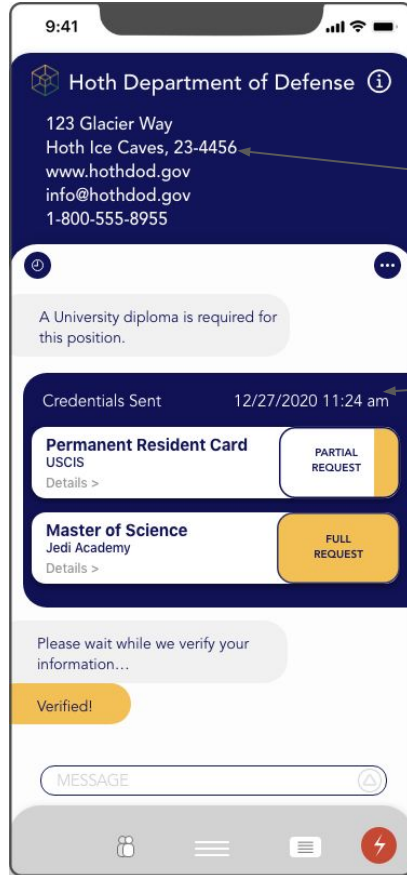 9:41
Hoth Department of Defense
123 Glacier Way
Hoth Ice Caves, 23-4456
www.hothdod.gov
info@hothdod.gov
1-800-555-8955
A University diploma is required for
this position.
Credentials Sent 12/27/2020 11:24 am
Permanent Resident Card
USCIS
Details >
PARTIAL
REQUEST
Master of Science
Jedi Academy
Details >
FULL
REQUEST
Please wait while we verify your
information...
Verified!
MESSAGE